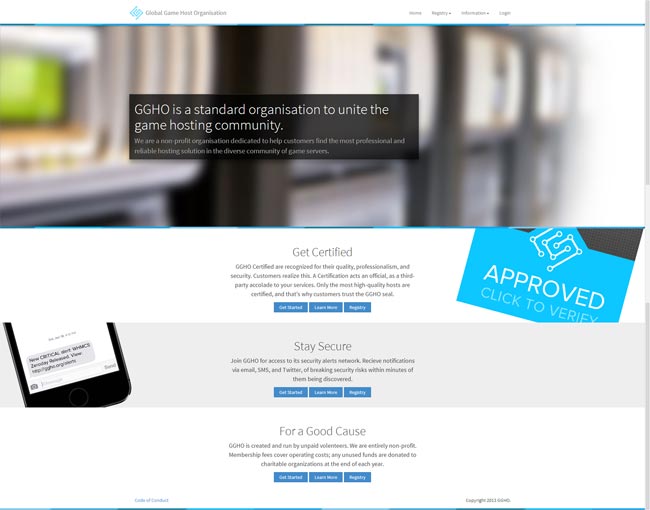 Global Game Host Organisation
Home Registry Information Login
GGHO is a standard organisation to unite the
game hosting community.
We are a non-profit organisation dedicated to help customers find the most professional and
reliable hosting solution in the diverse community of game servers.
Get Certified
GGHO Certified are recognized for their quality, professionalism, and
security. Customers realize this. A Certification acts an official, as a third-
party accolade to your services. Only the most high-quality hosts are
certified, and that's why customers trust the GGHO seal.
Get Started Learn More Registry
APPROVED
CLICK TO VERIFY
New CRITICAL alert: WHMCS
Zeroday Released. View:
http://ggho.org/alerts
Send
Stay Secure
Join GGHO for access to its security alerts network. Recieve notifications
via email, SMS, and Twitter, of breaking security risks within minutes of
them being discovered.
Get Started Learn More Registry
For a Good Cause
GGHO is created and run by unpaid volenteers. We are entirely non-profit.
Membership fees cover operating costs; any unused funds are donated to
charitable organizations at the end of each year.
Get Started Learn More Registry
Code of Conduct
Copyright 2013 GGHO.